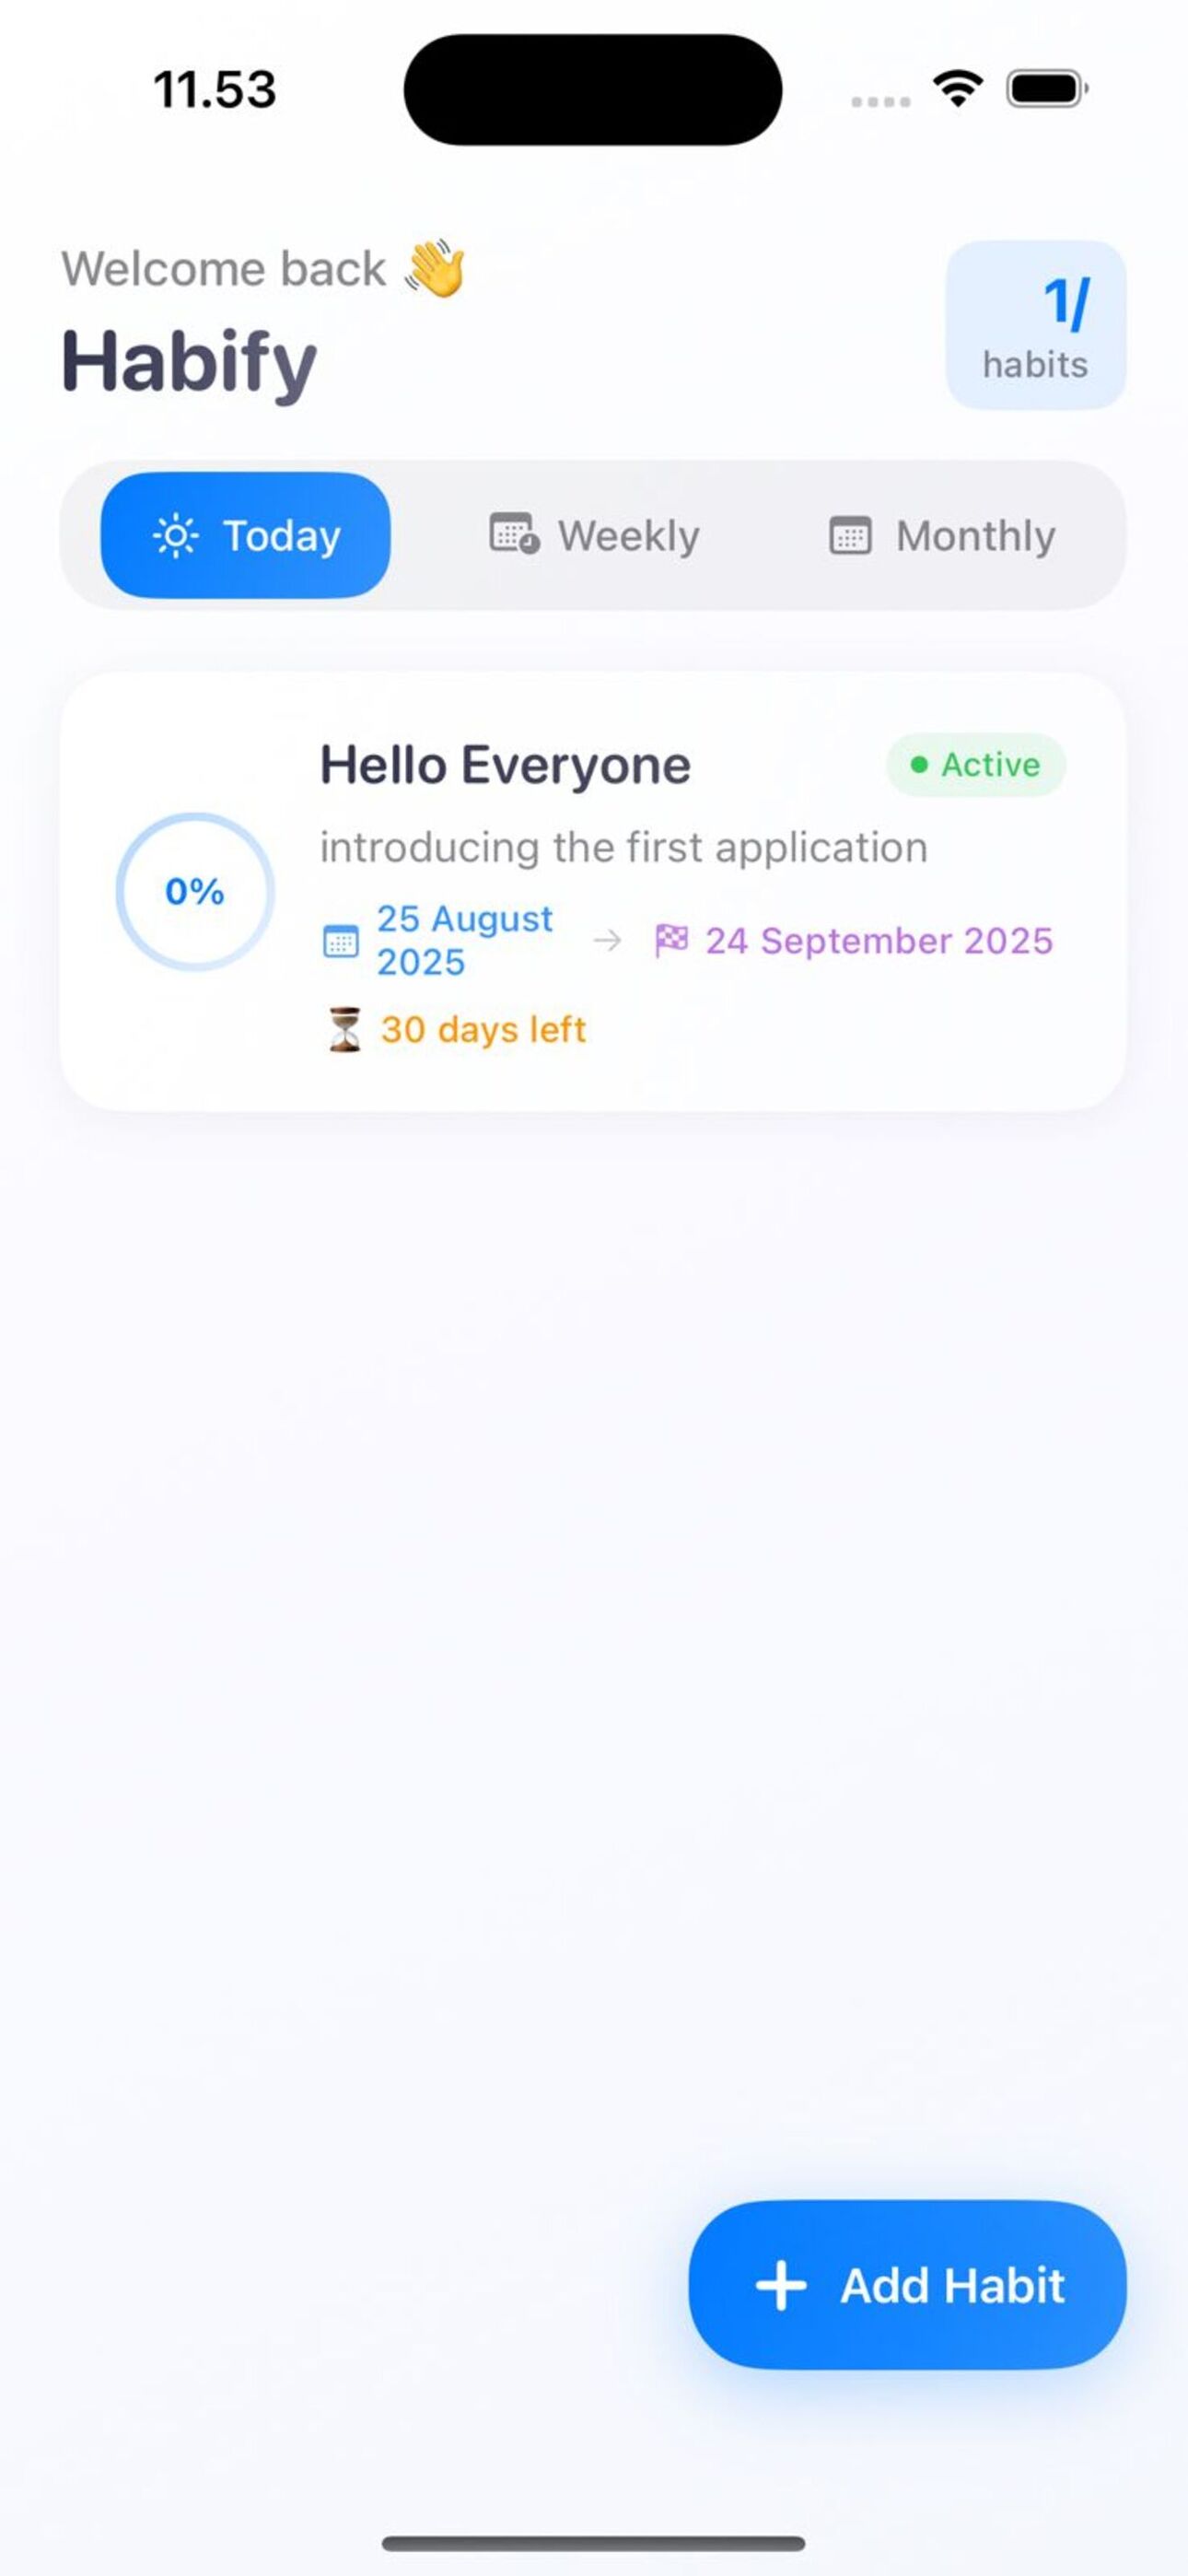 11.53
Welcome back 👋
Habify
1/
habits
Today
Weekly
Monthly
Hello Everyone
Active
introducing the first application
0%
25 August
2025
→
24 September 2025
30 days left
+ Add Habit